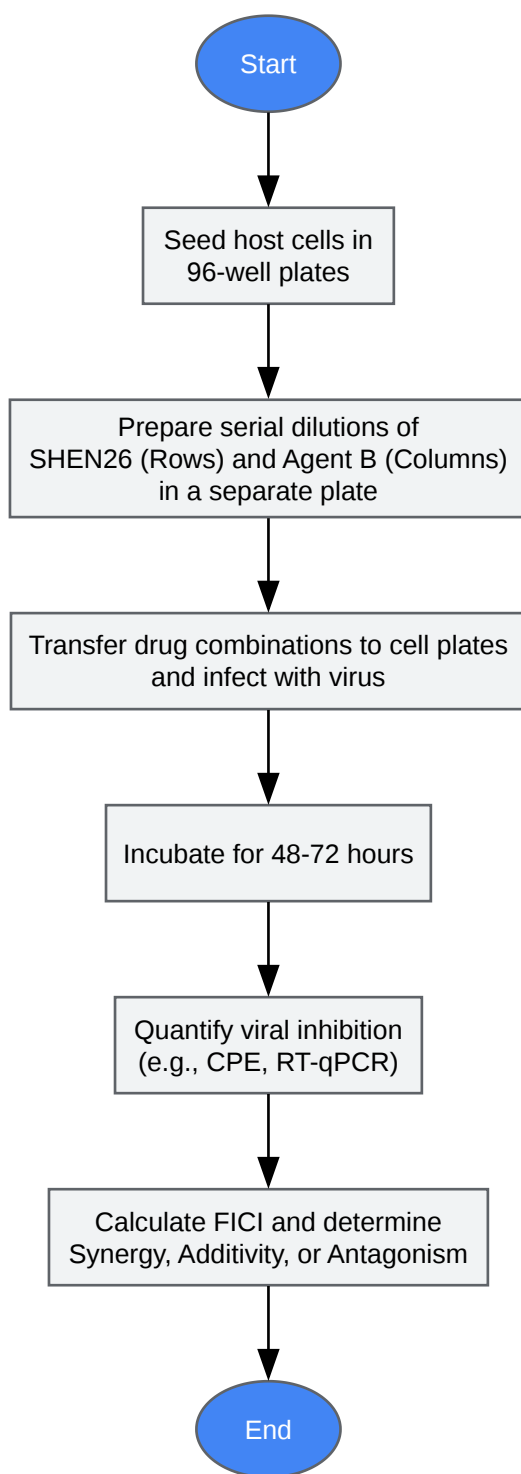 Start
Seed host cells in
96-well plates
Prepare serial dilutions of
SHEN26 (Rows) and Agent B (Columns)
in a separate plate
Transfer drug combinations to cell plates
and infect with virus
Incubate for 48-72 hours
Quantify viral inhibition
(e.g., CPE, RT-qPCR)
Calculate FICI and determine
Synergy, Additivity, or Antagonism
End